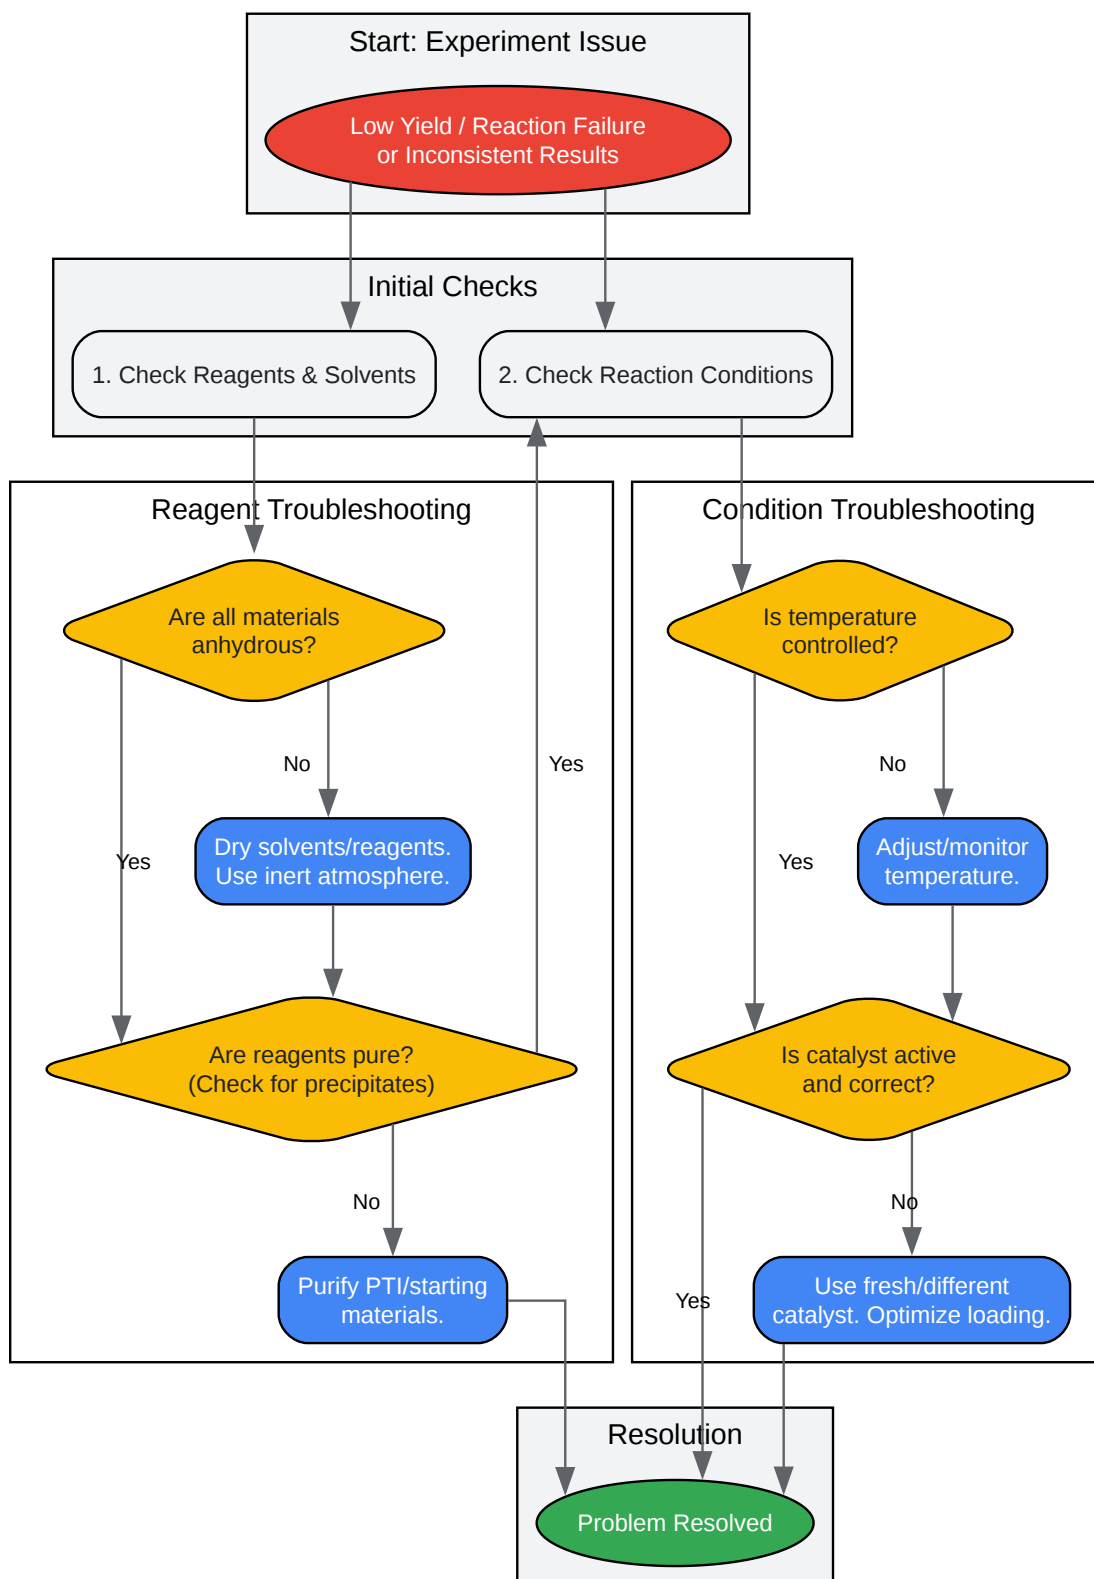 Start: Experiment Issue
Low Yield / Reaction Failure
or Inconsistent Results
Initial Checks
1. Check Reagents & Solvents
2. Check Reaction Conditions
Reagent Troubleshooting
Are all materials
anhydrous?
No
Yes
Dry solvents/reagents.
Use inert atmosphere.
Yes
Are reagents pure?
(Check for precipitates)
No
Purify PTI/starting
materials.
Condition Troubleshooting
Is temperature
controlled?
No
Yes
Adjust/monitor
temperature.
Is catalyst active
and correct?
No
Yes
Use fresh/different
catalyst. Optimize loading.
Resolution
Problem Resolved